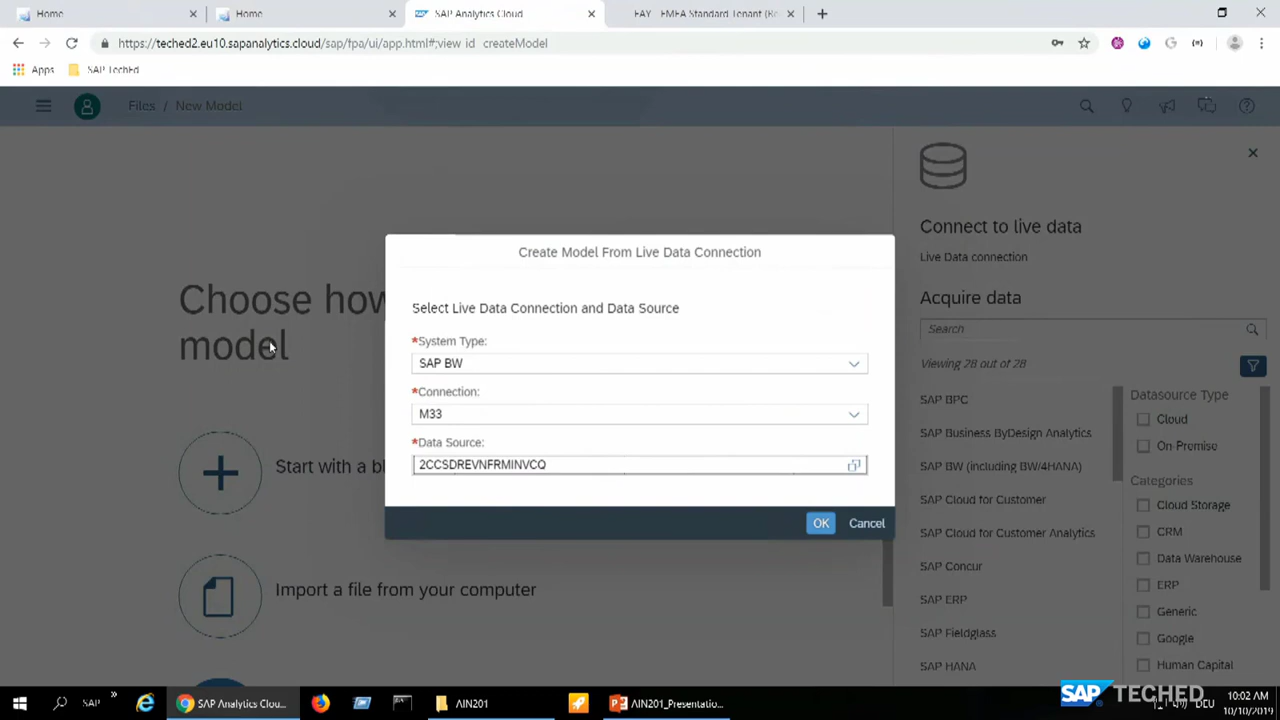 Home
Home
SAP Analytics Cloud
EMEA Standard Tenant
https://teched2.eu10.sapanalytics.cloud/sap/fpa/ui/app.html#;view id createModel
Apps
SAP TechEd
Files / New Model
Choose how
model
Start with a bl
Import a file from your computer
Create Model From Live Data Connection
Select Live Data Connection and Data Source
*System Type:
SAP BW
*Connection:
M33
*Data Source:
2CCSDREVNFRMINVCQ
OK
Cancel
Connect to live data
Live Data connection
Acquire data
Search
Viewing 28 out of 28
SAP BPC
SAP Business ByDesign Analytics
SAP BW (including BW/4HANA)
SAP Cloud for Customer
SAP Cloud for Customer Analytics
SAP Concur
SAP ERP
SAP Fieldglass
SAP HANA
Datasource Type
Cloud
On-Premise
Categories
Cloud Storage
CRM
Data Warehouse
ERP
Generic
Google
Human Capital
SAP
SAP Analytics Clou...
AIN201
AIN201_Presentatio...
SAP TECHED
DEU
10:02 AM
10/10/2019